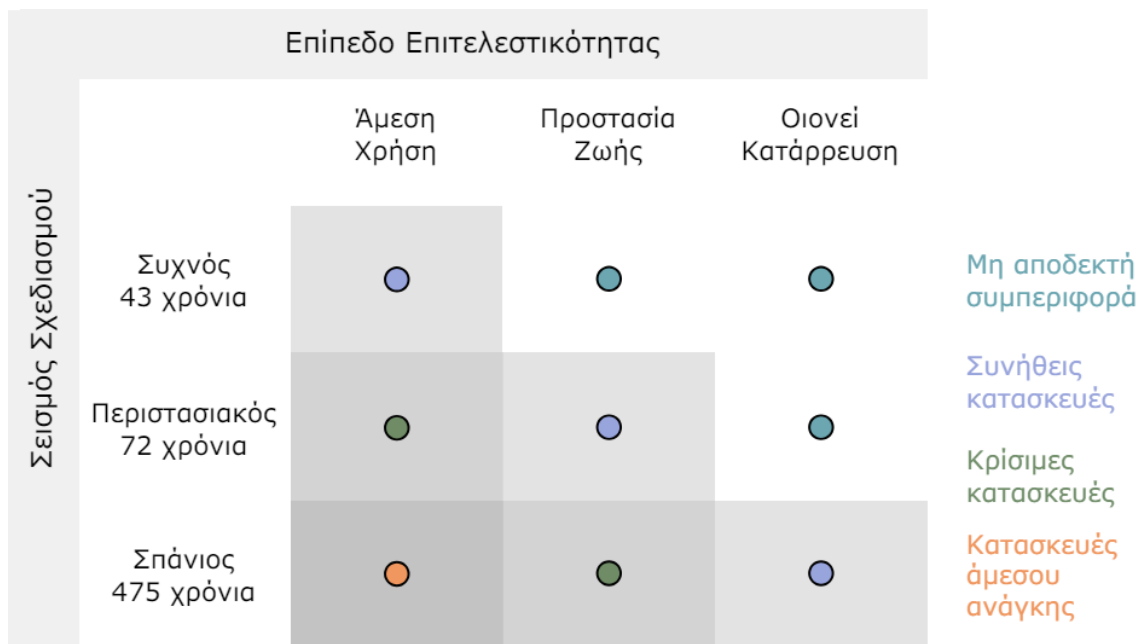 Επίπεδο Επιτελεστικότητας
Άμεση
Χρήση
Προστασία
Ζωής
Οιονεί
Κατάρρευση
Σεισμός Σχεδιασμού
Συχνός
43 χρόνια
Περιστασιακός
72 χρόνια
Σπάνιος
475 χρόνια
Μη αποδεκτή
συμπεριφορά
Συνήθεις
κατασκευές
Κρίσιμες
κατασκευές
Κατασκευές
άμεσου
ανάγκης